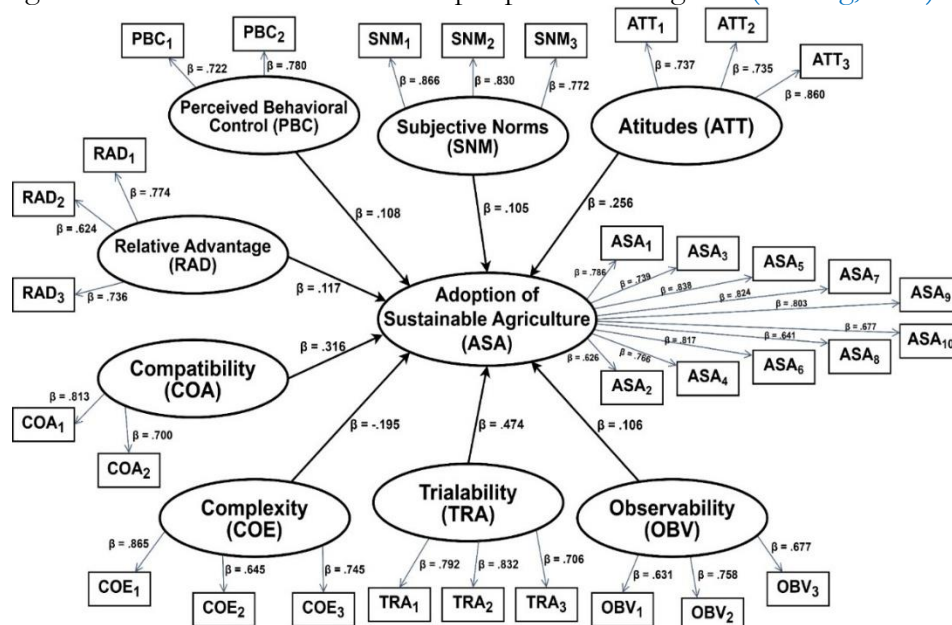 PBC1
PBC2
β = .722
β = .780
Perceived Behavioral
Control (PBC)
SNM1
SNM2
SNM3
β = .866
β = .830
β = .772
Subjective Norms
(SNM)
ATT1
ATT2
ATT3
β = .737
β = .735
β = .860
Atitudes (ATT)
RAD1
RAD2
RAD3
β = .774
β = .624
β = .736
Relative Advantage
(RAD)
β = .108
β = .105
β = .256
β = .117
Adoption of
Sustainable Agriculture
(ASA)
ASA1
ASA3
ASA5
ASA7
ASA9
β = .786
β = .739
β = .838
β = .824
β = .803
β = .677
β = .641
β = .817
β = .766
β = .626
ASA10
ASA8
ASA6
ASA4
ASA2
β = .316
Compatibility
(COA)
β = .813
β = .700
COA1
COA2
β = -.195
β = .474
β = .106
Complexity
(COE)
β = .865
β = .645
β = .745
COE1
COE2
COE3
Trialability
(TRA)
β = .792
β = .832
β = .706
TRA1
TRA2
TRA3
Observability
(OBV)
β = .631
β = .758
β = .677
OBV1
OBV2
OBV3